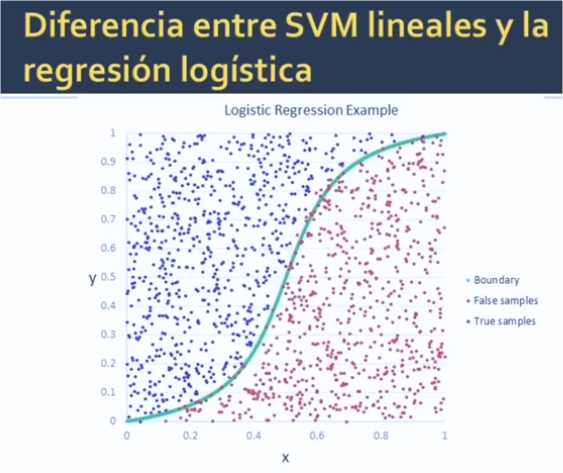 Diferencia entre SVM lineales y la
regresión logística
Logistic Regression Example
1
0.9
0.8
0.7
0.6
y 0.5
0.4
0.3
0.2
0.1
0
0 0.2 0.4 0.6 0.8 1
x
Boundary
False samples
True samples